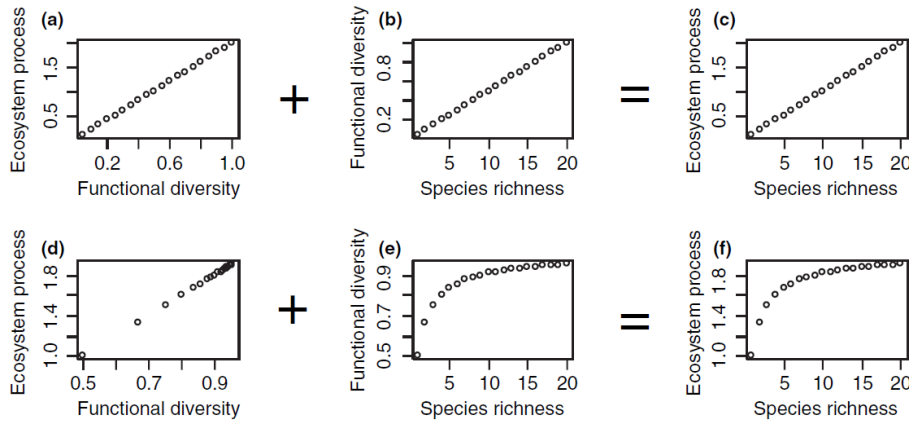 (a)
Ecosystem process
0.5 1.5
0.2 0.6 1.0
Functional diversity
+
(b)
Functional diversity
0.2 0.8
5 10 15 20
Species richness
=
(c)
Ecosystem process
0.5 1.5
5 10 15 20
Species richness
(d)
Ecosystem process
1.0 1.4 1.8
0.5 0.7 0.9
Functional diversity
+
(e)
Functional diversity
0.5 0.7 0.9
5 10 15 20
Species richness
=
(f)
Ecosystem process
1.0 1.4 1.8
5 10 15 20
Species richness